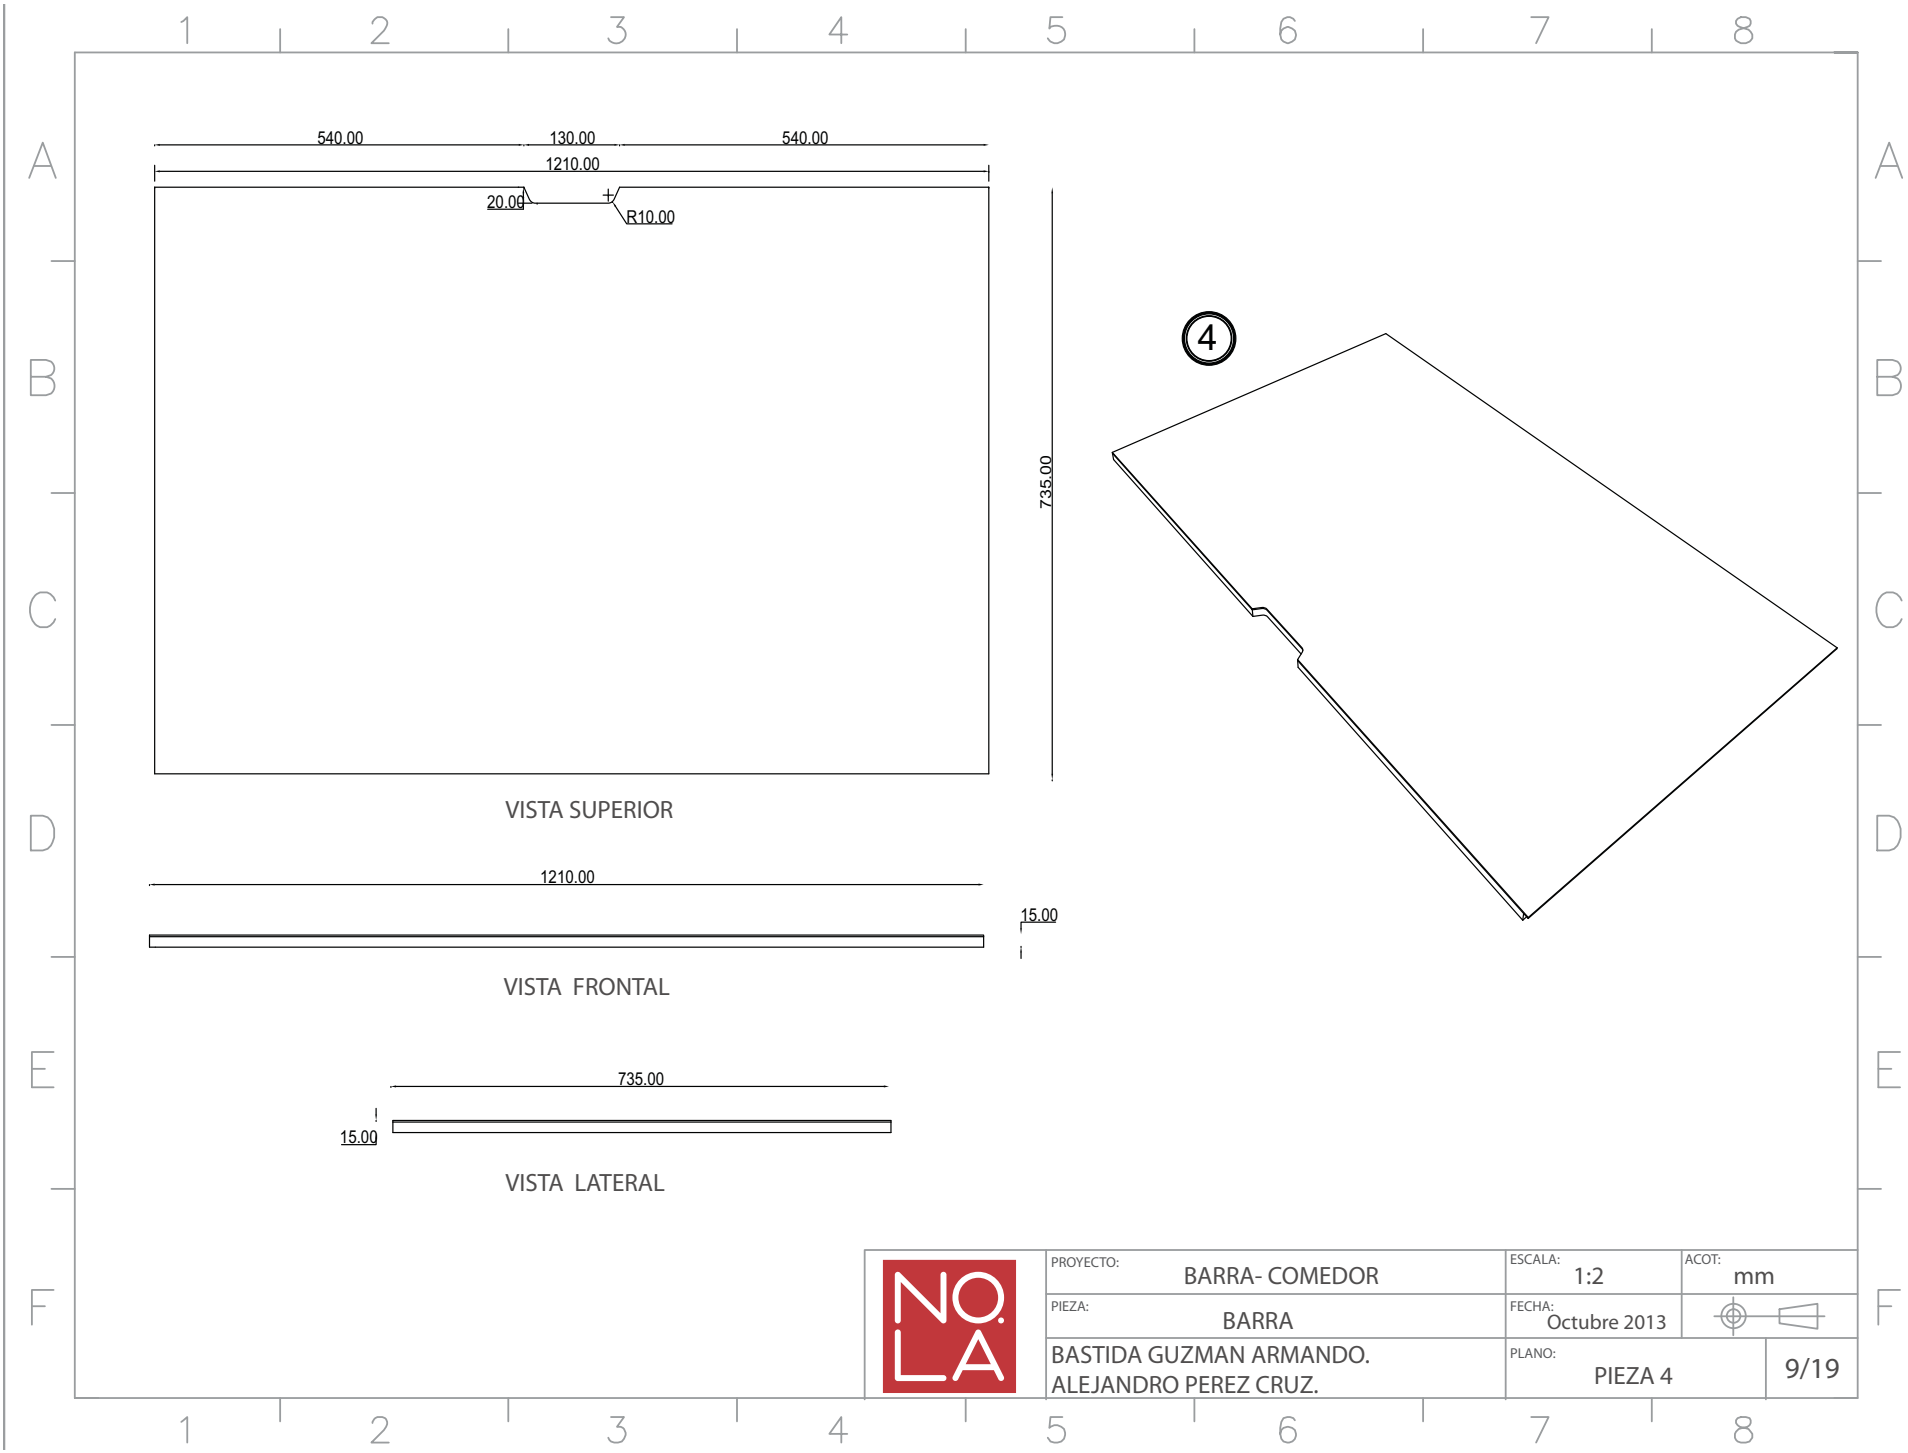 1 2 3 4 5 6 7 8
A A
540.00 130.00 540.00
1210.00
20.00
R10.00
B B
4
735.00
C C
VISTA SUPERIOR
D D
1210.00
15.00
VISTA FRONTAL
E E
735.00
15.00
VISTA LATERAL
F F
NO.
LA
PROYECTO: BARRA- COMEDOR
ESCALA: 1:2
ACOT: mm
PIEZA: BARRA
FECHA: Octubre 2013
BASTIDA GUZMAN ARMANDO.
ALEJANDRO PEREZ CRUZ.
PLANO: PIEZA 4
9/19
1 2 3 4 5 6 7 8